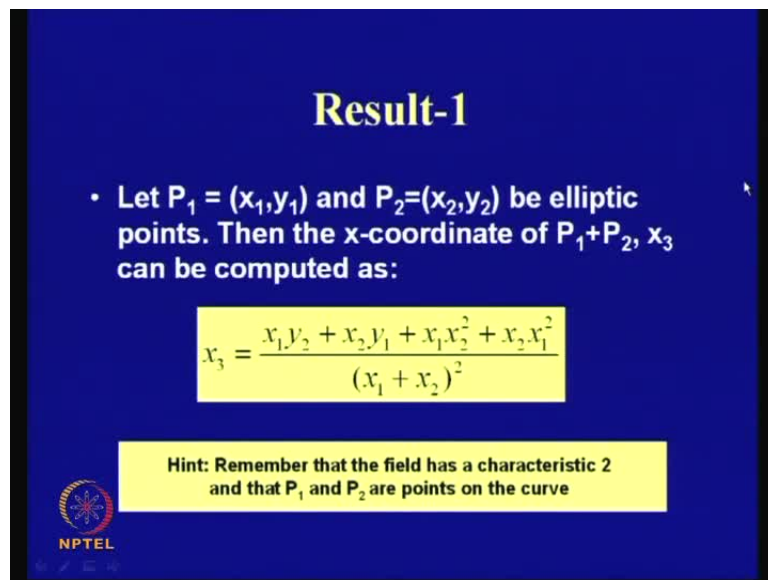 Result-1
• Let P₁ = (x₁,y₁) and P₂=(x₂,y₂) be elliptic
points. Then the x-coordinate of P₁+P₂, x₃
can be computed as:
x₃ = (x₁y₂ + x₂y₁ + x₁x₂² + x₂x₁²) / (x₁ + x₂)²
Hint: Remember that the field has a characteristic 2
and that P₁ and P₂ are points on the curve
NPTEL